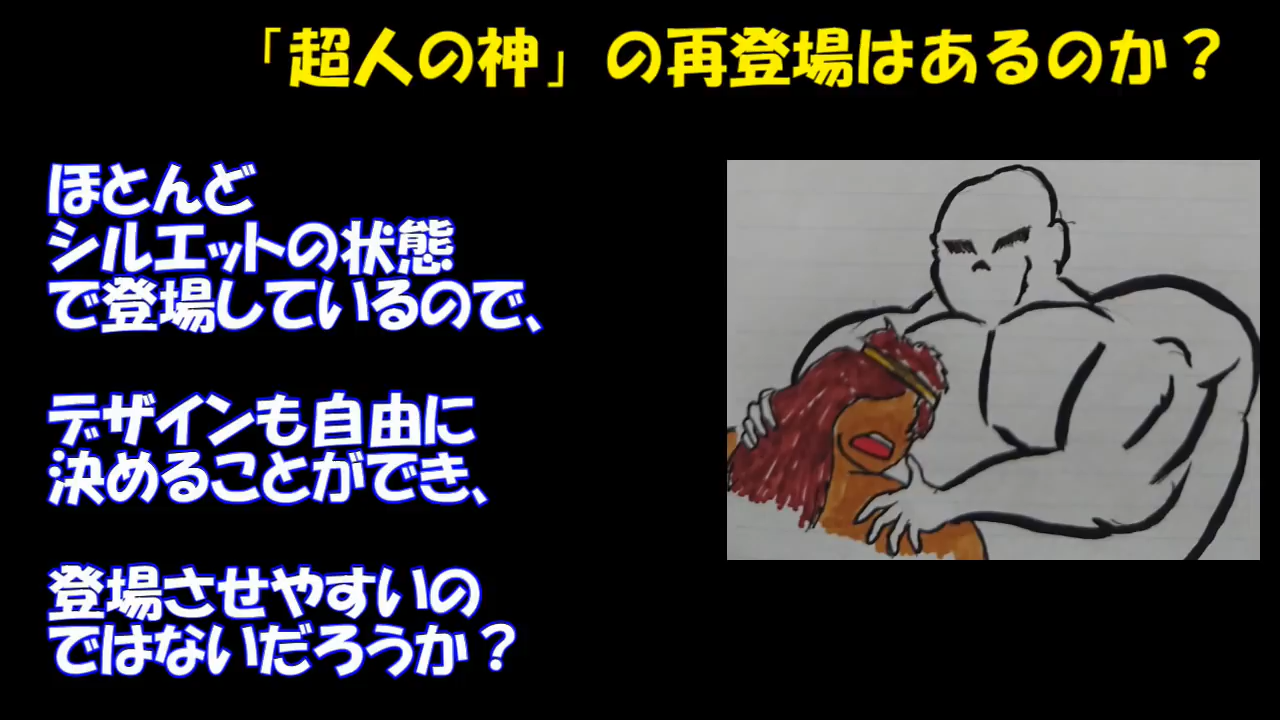 「超人の神」の再登場はあるのか？
ほとんど
シルエットの状態
で登場しているので、
デザインも自由に
決めることができ、
登場させやすいの
ではないだろうか？